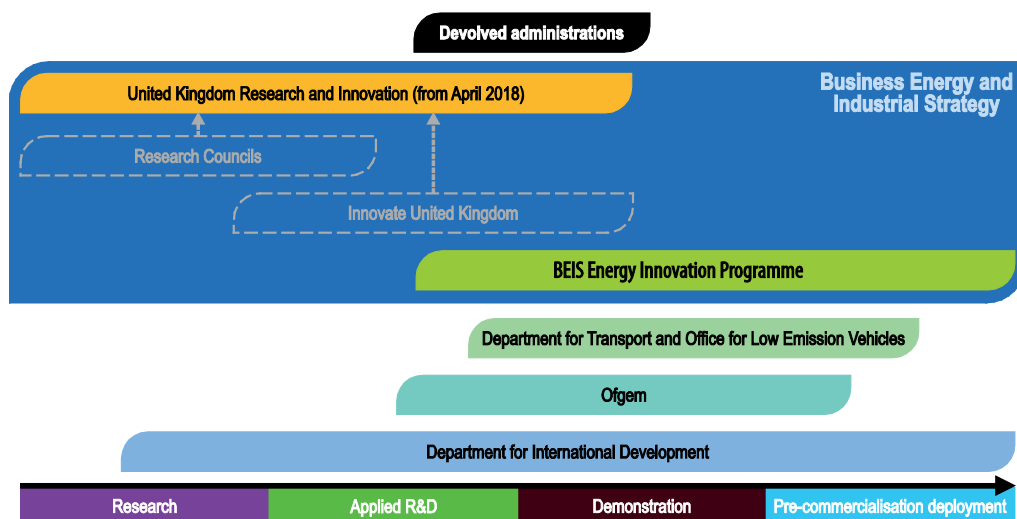 Devolved administrations
United Kingdom Research and Innovation (from April 2018)
Business Energy and
Industrial Strategy
Research Councils
Innovate United Kingdom
BEIS Energy Innovation Programme
Department for Transport and Office for Low Emission Vehicles
Ofgem
Department for International Development
Research
Applied R&D
Demonstration
Pre-commercialisation deployment